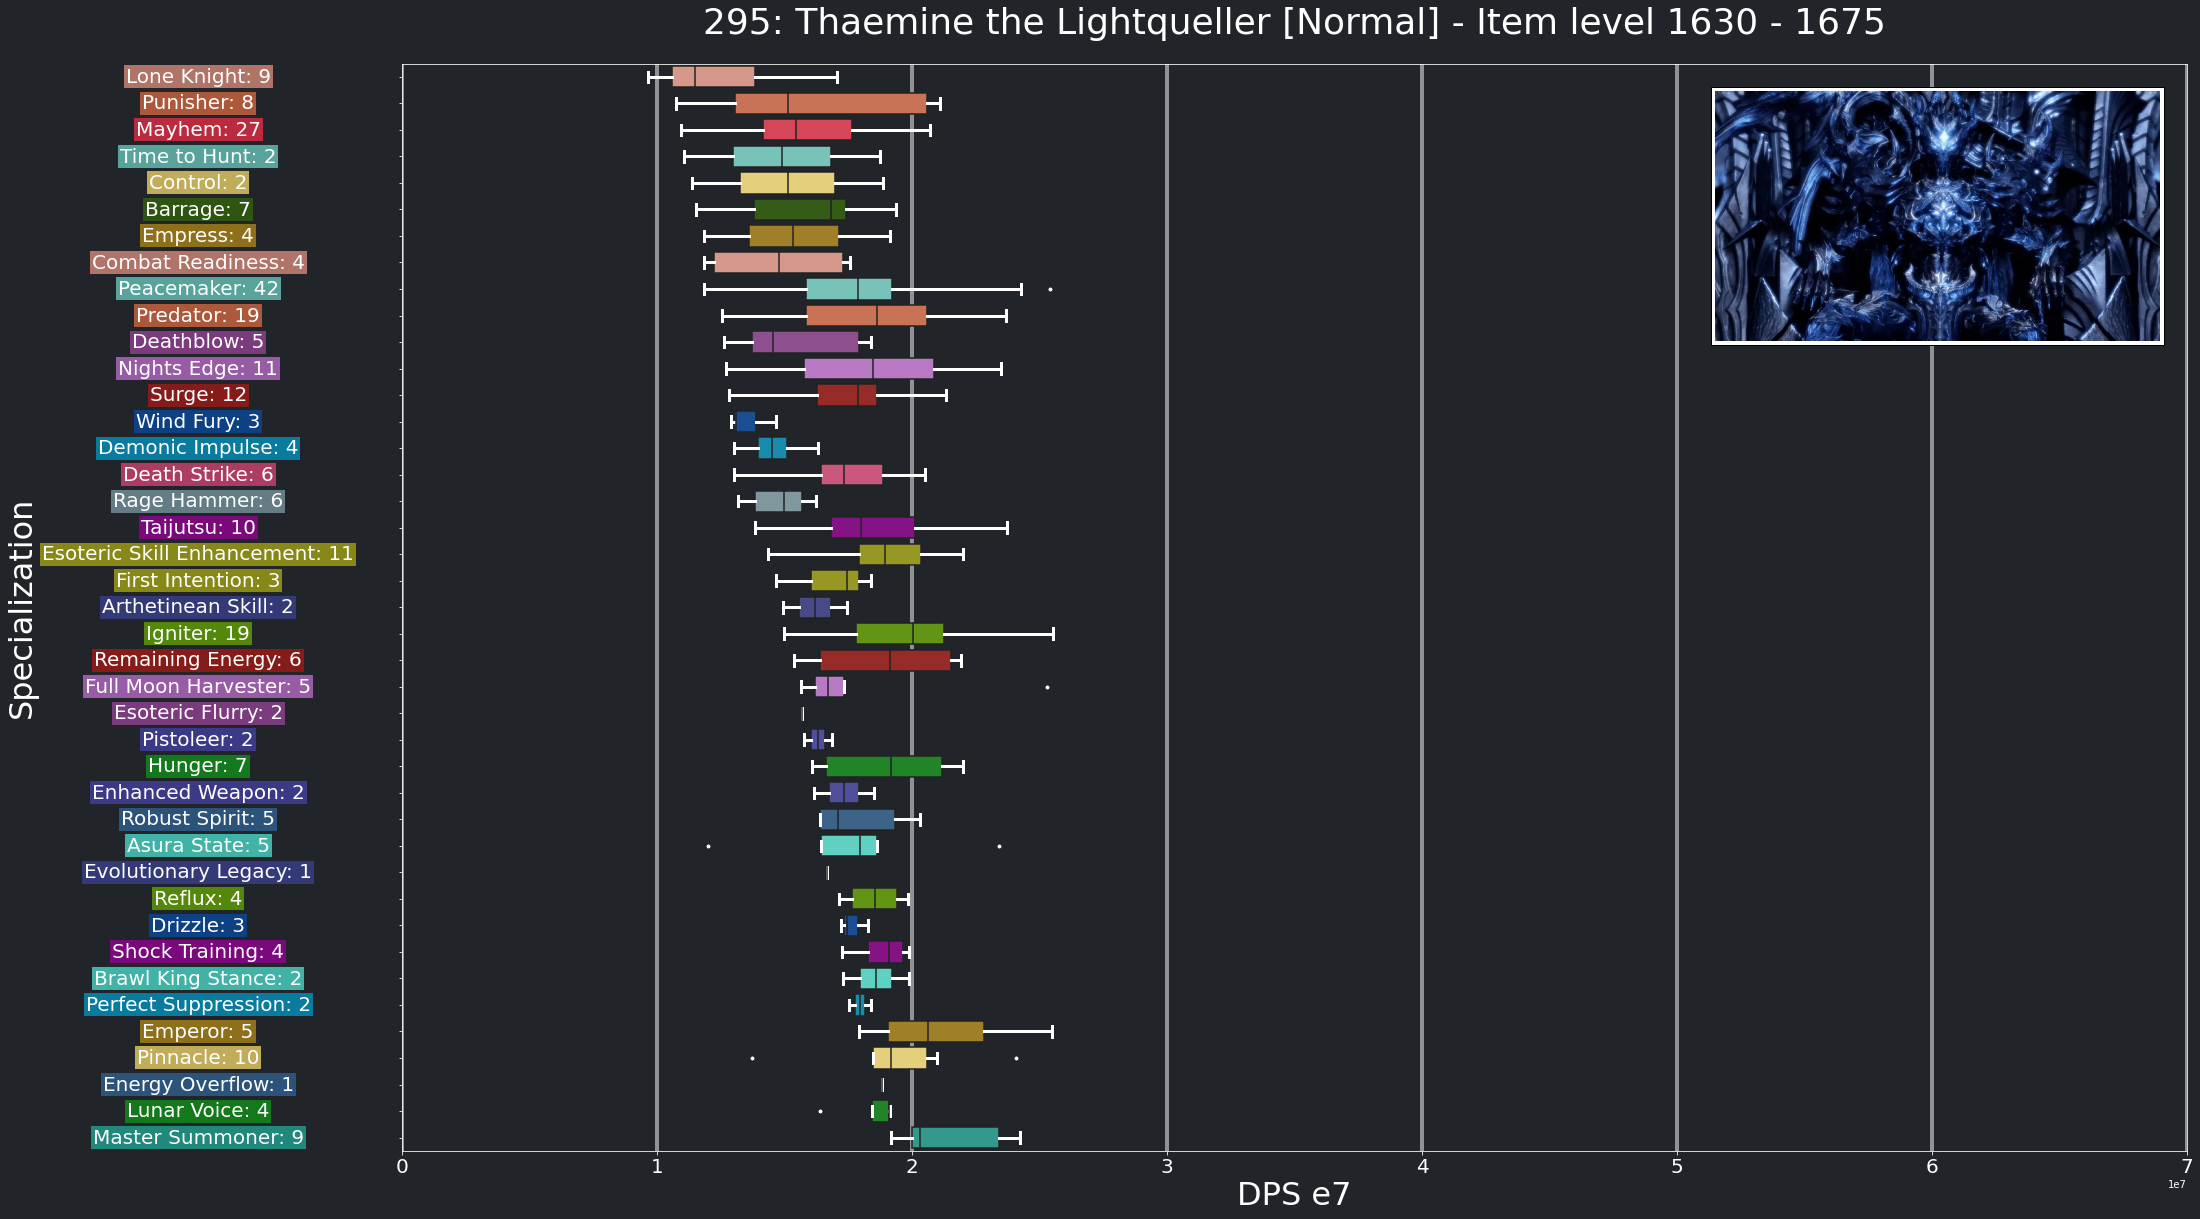 295: Thaemine the Lightqueller [Normal] - Item level 1630 - 1675
Specialization
Lone Knight: 9
Punisher: 8
Mayhem: 27
Time to Hunt: 2
Control: 2
Barrage: 7
Empress: 4
Combat Readiness: 4
Peacemaker: 42
Predator: 19
Deathblow: 5
Nights Edge: 11
Surge: 12
Wind Fury: 3
Demonic Impulse: 4
Death Strike: 6
Rage Hammer: 6
Taijutsu: 10
Esoteric Skill Enhancement: 11
First Intention: 3
Arthetinean Skill: 2
Igniter: 19
Remaining Energy: 6
Full Moon Harvester: 5
Esoteric Flurry: 2
Pistoleer: 2
Hunger: 7
Enhanced Weapon: 2
Robust Spirit: 5
Asura State: 5
Evolutionary Legacy: 1
Reflux: 4
Drizzle: 3
Shock Training: 4
Brawl King Stance: 2
Perfect Suppression: 2
Emperor: 5
Pinnacle: 10
Energy Overflow: 1
Lunar Voice: 4
Master Summoner: 9
0 1 2 3 4 5 6 7
1e7
DPS e7